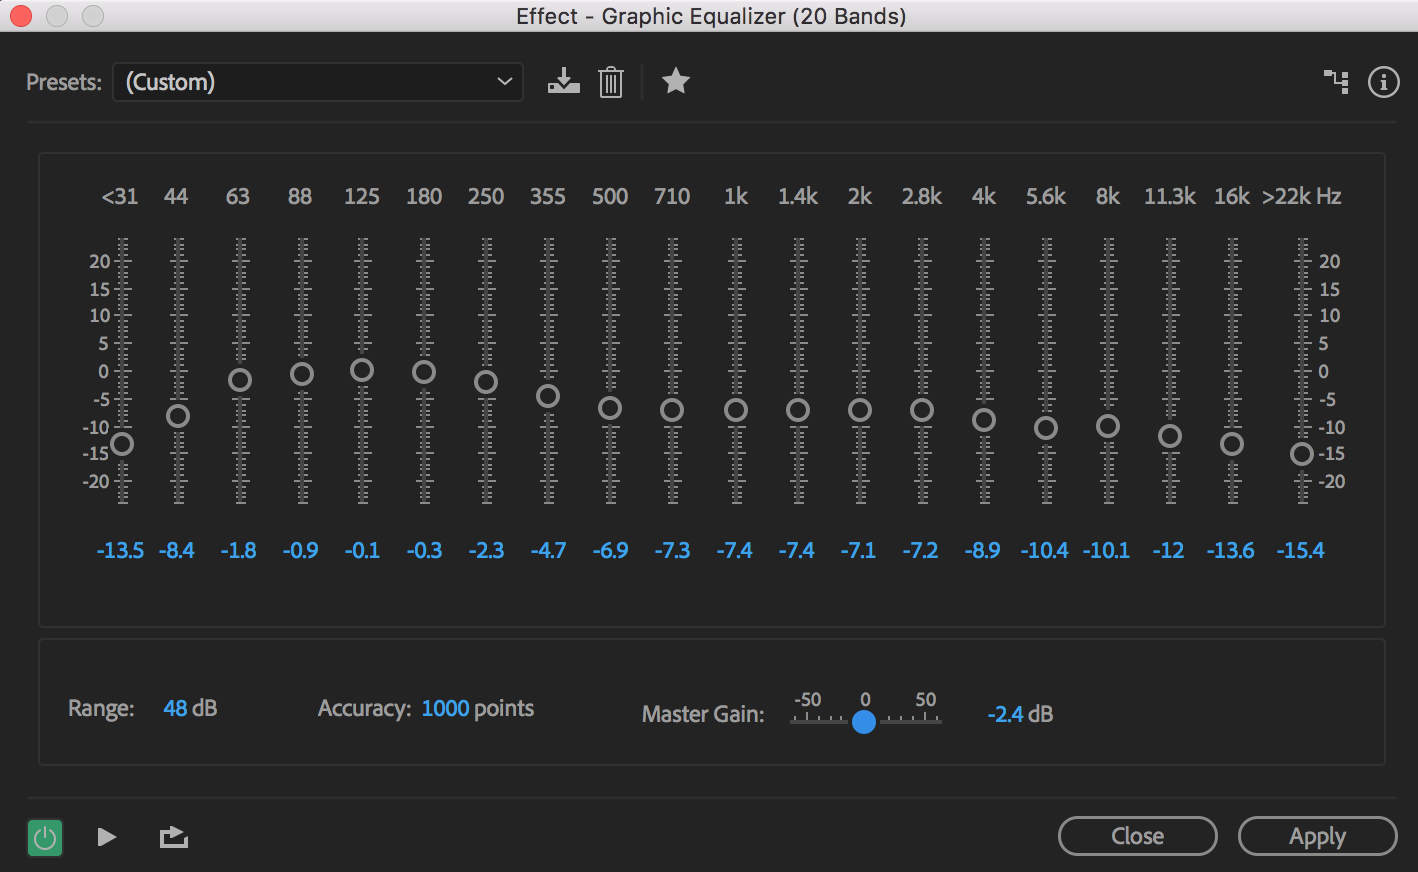 Effect - Graphic Equalizer (20 Bands)
Presets: (Custom)
<31 44 63 88 125 180 250 355 500 710 1k 1.4k 2k 2.8k 4k 5.6k 8k 11.3k 16k >22k Hz
20 20
15 15
10 10
5 5
0 0
-5 -5
-10 -10
-15 -15
-20 -20
-13.5 -8.4 -1.8 -0.9 -0.1 -0.3 -2.3 -4.7 -6.9 -7.3 -7.4 -7.4 -7.1 -7.2 -8.9 -10.4 -10.1 -12 -13.6 -15.4
-50 0 50
Range: 48 dB Accuracy: 1000 points Master Gain: -2.4 dB
Close Apply